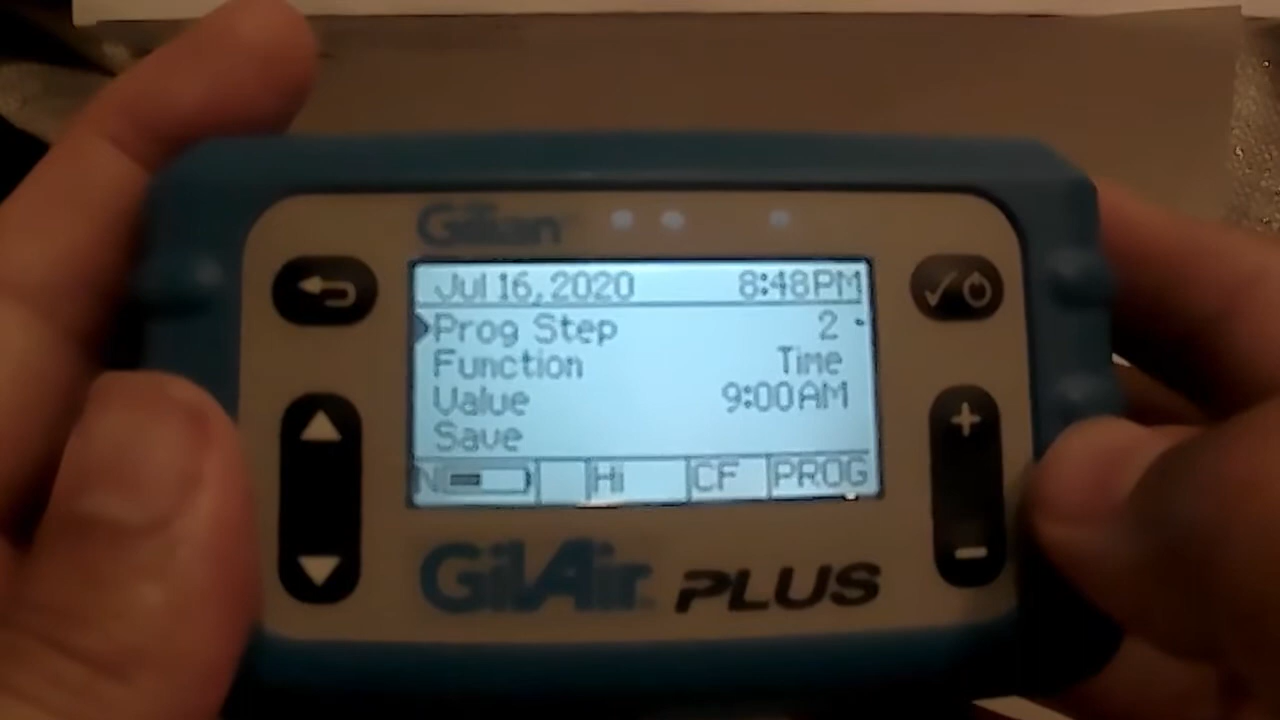 Gilian
Jul 16, 2020 8:48PM
Prog Step 2
Function Time
Value 9:00AM
Save
N Hi CF PROG
GilAir PLUS